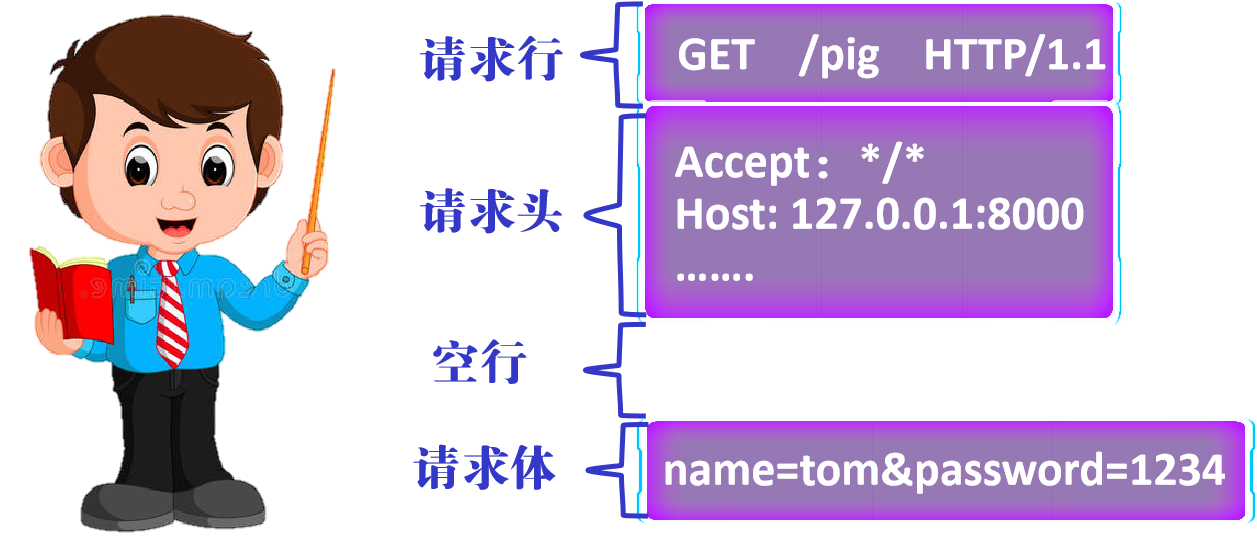 请求行
GET /pig HTTP/1.1
请求头
Accept：*/*
Host: 127.0.0.1:8000
…….
空行
请求体
name=tom&password=1234